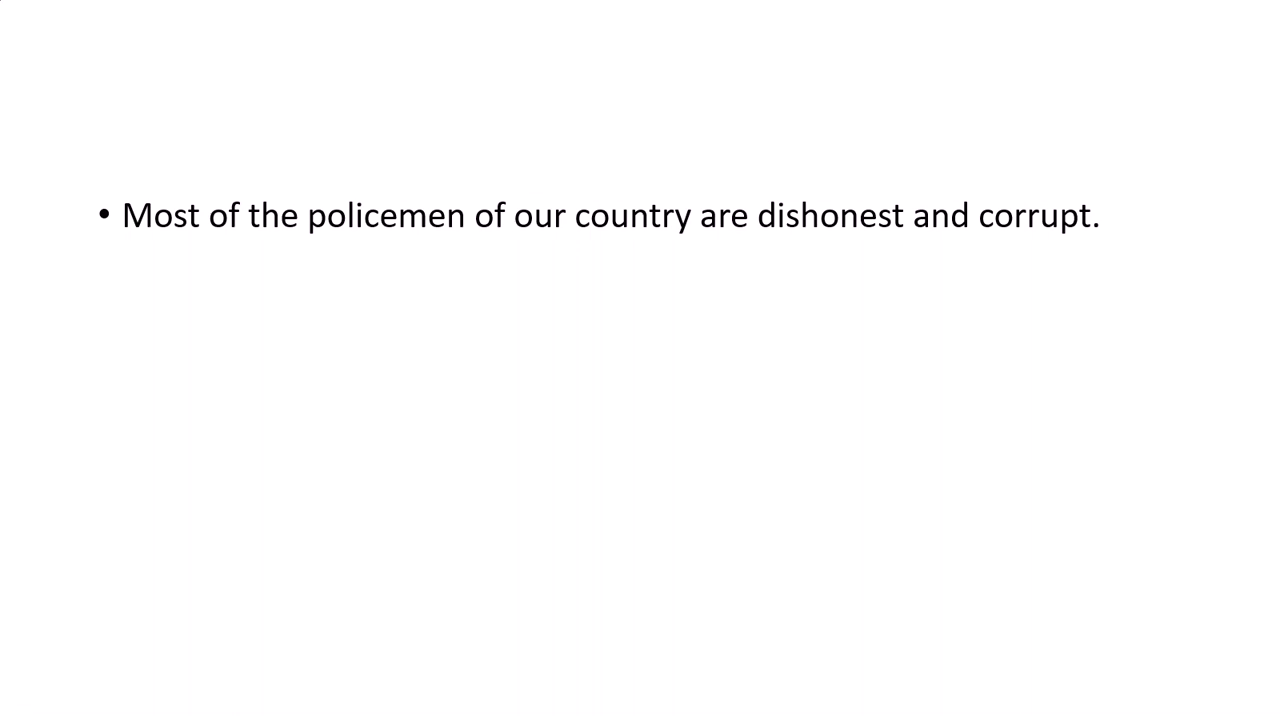 • Most of the policemen of our country are dishonest and corrupt.